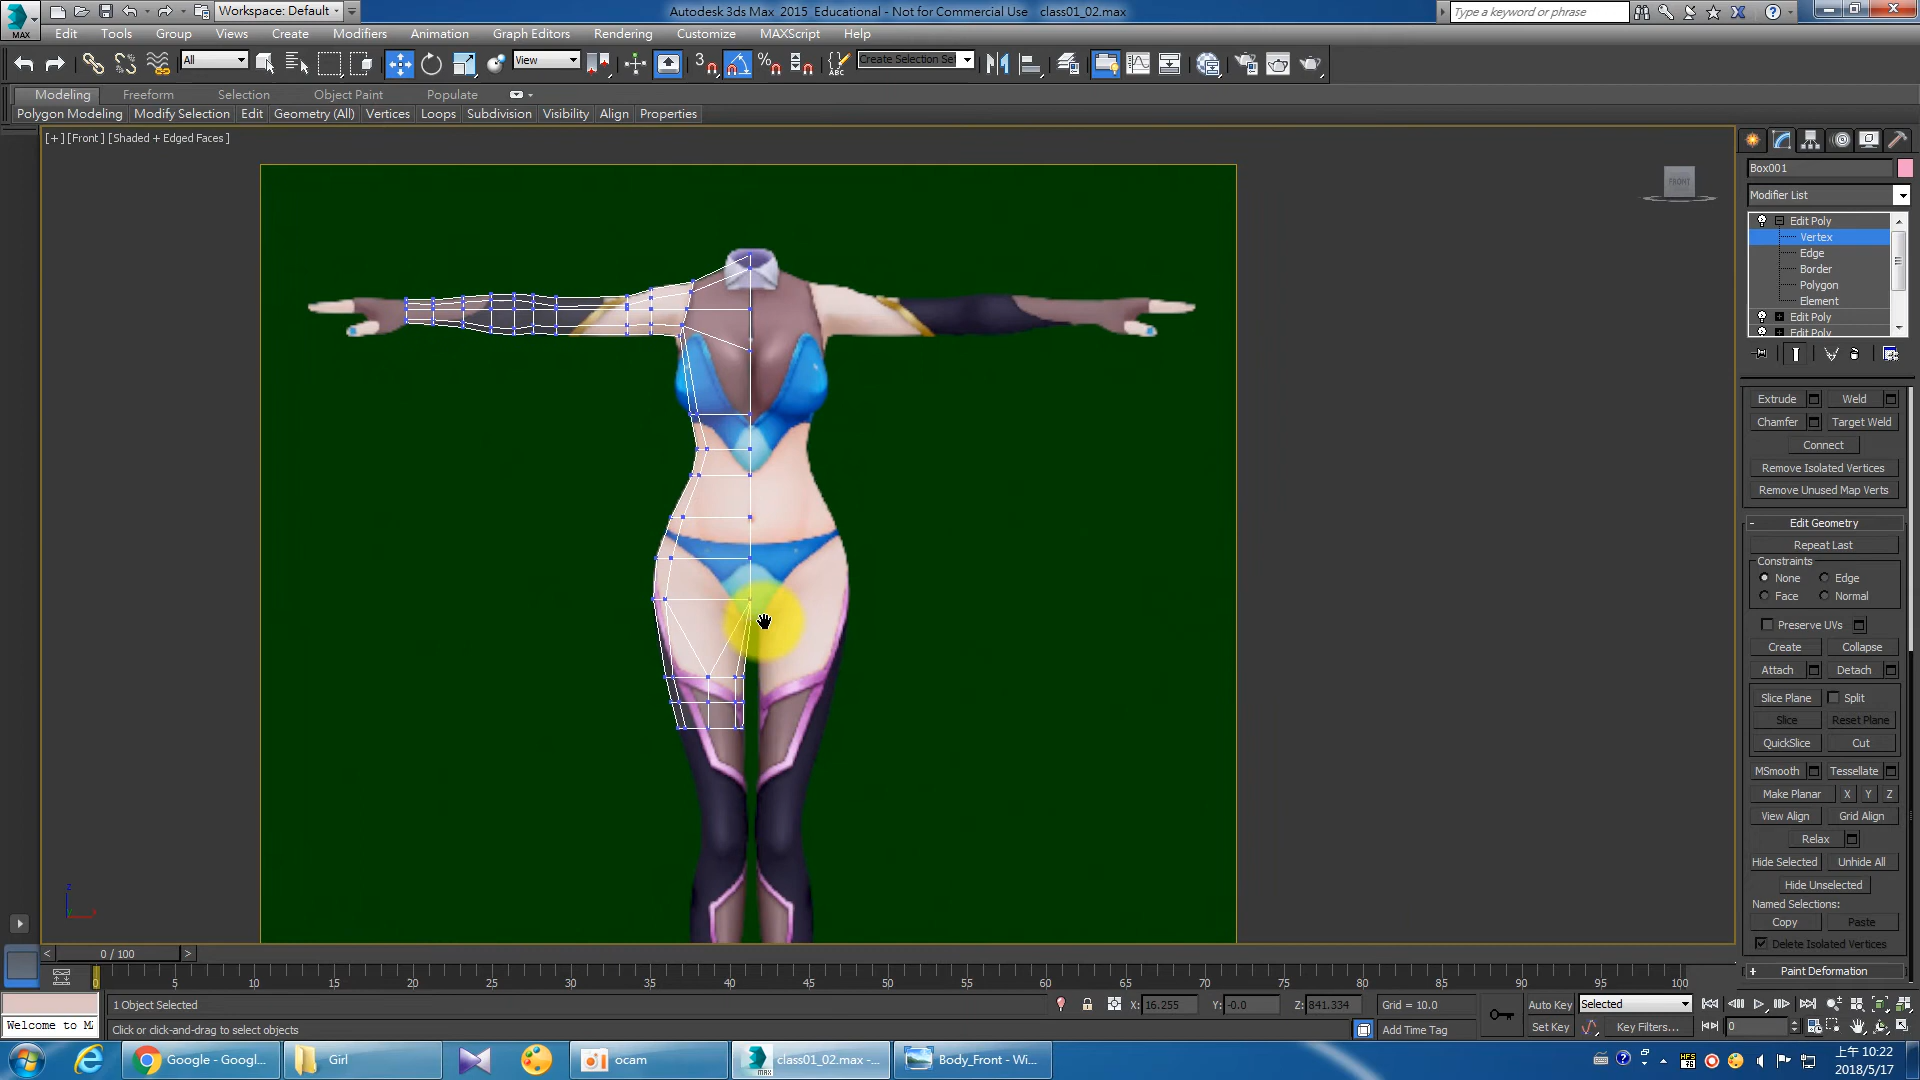 Workspace: Default
Autodesk 3ds Max 2015 Educational - Not for Commercial Use class01_02.max
Type a keyword or phrase
MAX
Edit Tools Group Views Create Modifiers Animation Graph Editors Rendering Customize MAXScript Help
All View Create Selection Se
Modeling Freeform Selection Object Paint Populate
Polygon Modeling Modify Selection Edit Geometry (All) Vertices Loops Subdivision Visibility Align Properties
[+] [Front] [Shaded + Edged Faces]
FRONT
Box001
Modifier List
Edit Poly
Vertex
Edge
Border
Polygon
Element
Edit Poly
Edit Poly
Extrude Weld
Chamfer Target Weld
Connect
Remove Isolated Vertices
Remove Unused Map Verts
Edit Geometry
Repeat Last
Constraints
None Edge
Face Normal
Preserve UVs
Create Collapse
Attach Detach
Slice Plane Split
Slice Reset Plane
QuickSlice Cut
MSmooth Tessellate
Make Planar X Y Z
View Align Grid Align
Relax
Hide Selected Unhide All
Hide Unselected
Named Selections:
Copy Paste
Delete Isolated Vertices
Paint Deformation
0 / 100
0 5 10 15 20 25 30 35 40 45 50 55 60 65 70 75 80 85 90 95 100
1 Object Selected X: 16.255 Y: -0.0 Z: 841.334 Grid = 10.0 Auto Key Selected
Welcome to MA Click or click-and-drag to select objects Add Time Tag Set Key Key Filters... 0
Google - Googl... Girl ocam class01_02.max -... Body_Front - Wi...
上午 10:22
2018/5/17